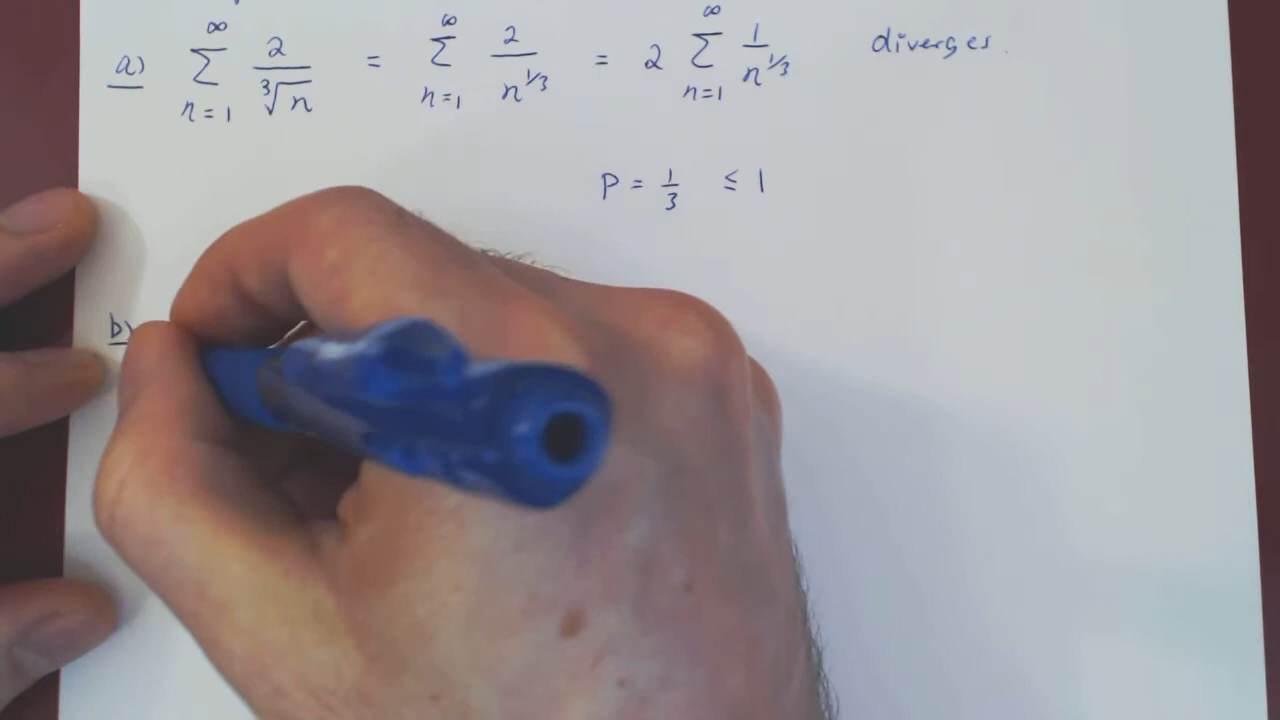 a) ∞∑n=1 2/∛n = ∞∑n=1 2/n^1/3 = 2 ∞∑n=1 1/n^1/3 diverges.
P = 1/3 ≤ 1
b)